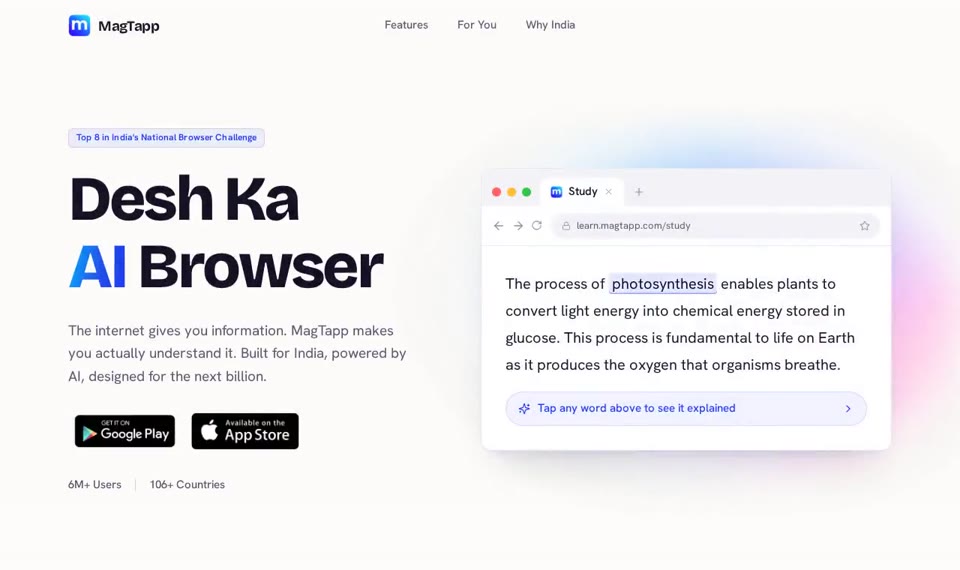 m MagTapp
Features For You Why India
Top 8 in India's National Browser Challenge
Desh Ka
AI Browser
The internet gives you information. MagTapp makes
you actually understand it. Built for India, powered by
AI, designed for the next billion.
GET IT ON
Google Play
Available on the
App Store
6M+ Users
106+ Countries
m Study
learn.magtapp.com/study
The process of photosynthesis enables plants to
convert light energy into chemical energy stored in
glucose. This process is fundamental to life on Earth
as it produces the oxygen that organisms breathe.
Tap any word above to see it explained